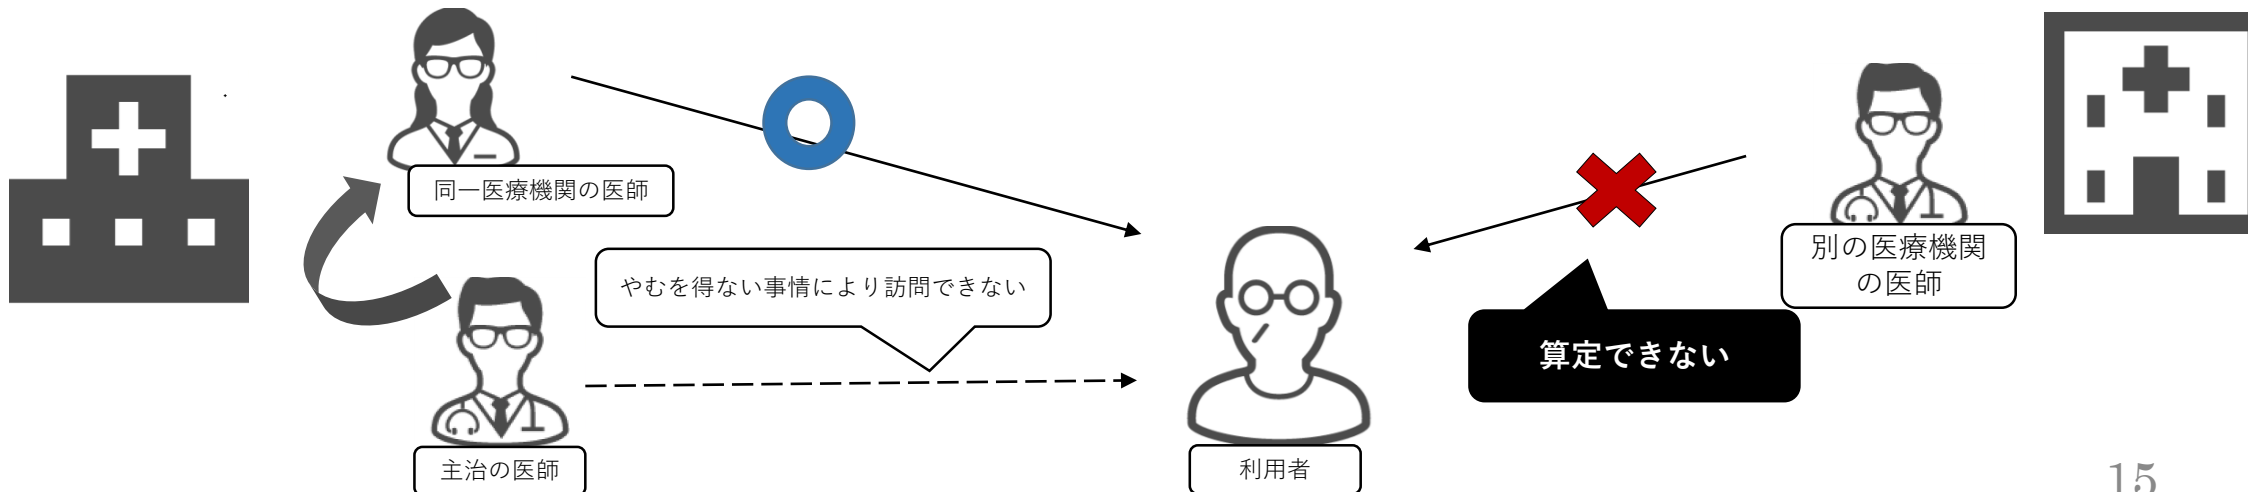 同一医療機関の医師
やむを得ない事情により訪問できない
主治の医師
利用者
別の医療機関
の医師
算定できない
15